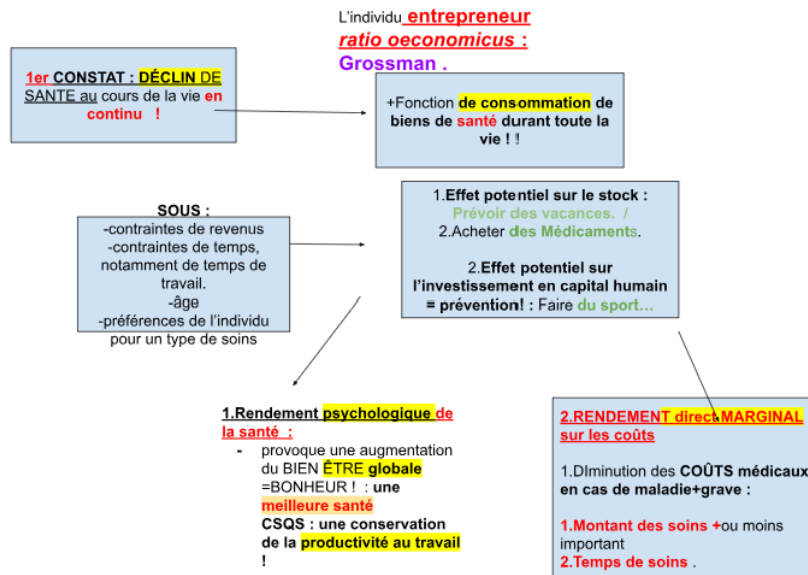 L'individu entrepreneur
ratio oeconomicus :
Grossman .
1er CONSTAT : DÉCLIN DE
SANTE au cours de la vie en
continu !
+Fonction de consommation de
biens de santé durant toute la
vie ! !
SOUS :
-contraintes de revenus
-contraintes de temps,
notamment de temps de
travail.
-âge
-préférences de l'individu
pour un type de soins
1.Effet potentiel sur le stock :
Prévoir des vacances. /
2.Acheter des Médicaments.
2.Effet potentiel sur
l'investissement en capital humain
≡ prévention! : Faire du sport…
1.Rendement psychologique de
la santé :
- provoque une augmentation
du BIEN ÊTRE globale
=BONHEUR ! : une
meilleure santé
CSQS : une conservation
de la productivité au travail
!
2.RENDEMENT direct MARGINAL
sur les coûts
1.DIminution des COÛTS médicaux
en cas de maladie+grave :
1.Montant des soins +ou moins
important
2.Temps de soins .